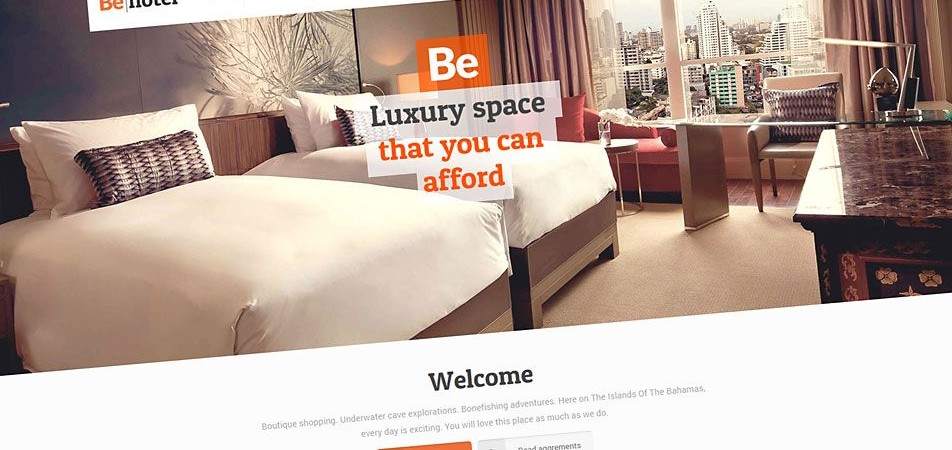 Be hotel
Be
Luxury space
that you can
afford
Welcome
Boutique shopping. Underwater cave explorations. Bonefishing adventures. Here on The Islands Of The Bahamas,
every day is exciting. You will love this place as much as we do.
Read agrements